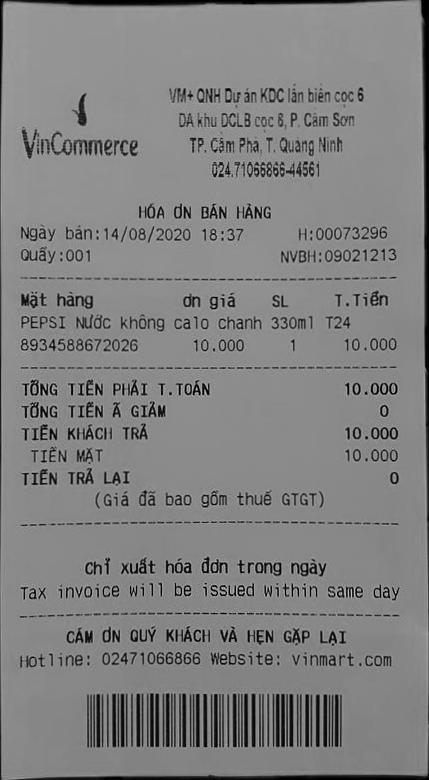 VinCommerce
VM+ QNH Dự án KDC lấn biển cọc 6
DA khu DCLB cọc 6, P. Cẩm Sơn
TP. Cẩm Phả, T. Quảng Ninh
024.71066866-44561
HÓA ƠN BÁN HÀNG
Ngày bán:14/08/2020 18:37 H:00073296
Quầy:001 NVBH:09021213
Mặt hàng ơn giá SL T.Tiền
PEPSI Nước không calo chanh 330ml T24
8934588672026 10.000 1 10.000
TỔNG TIỀN PHẢI T.TOÁN 10.000
TỔNG TIỀN Ã GIẢM 0
TIỀN KHÁCH TRẢ 10.000
TIỀN MẶT 10.000
TIỀN TRẢ LẠI 0
(Giá đã bao gồm thuế GTGT)
Chỉ xuất hóa đơn trong ngày
Tax invoice will be issued within same day
CÁM ƠN QUÝ KHÁCH VÀ HẸN GẶP LẠI
Hotline: 02471066866 Website: vinmart.com